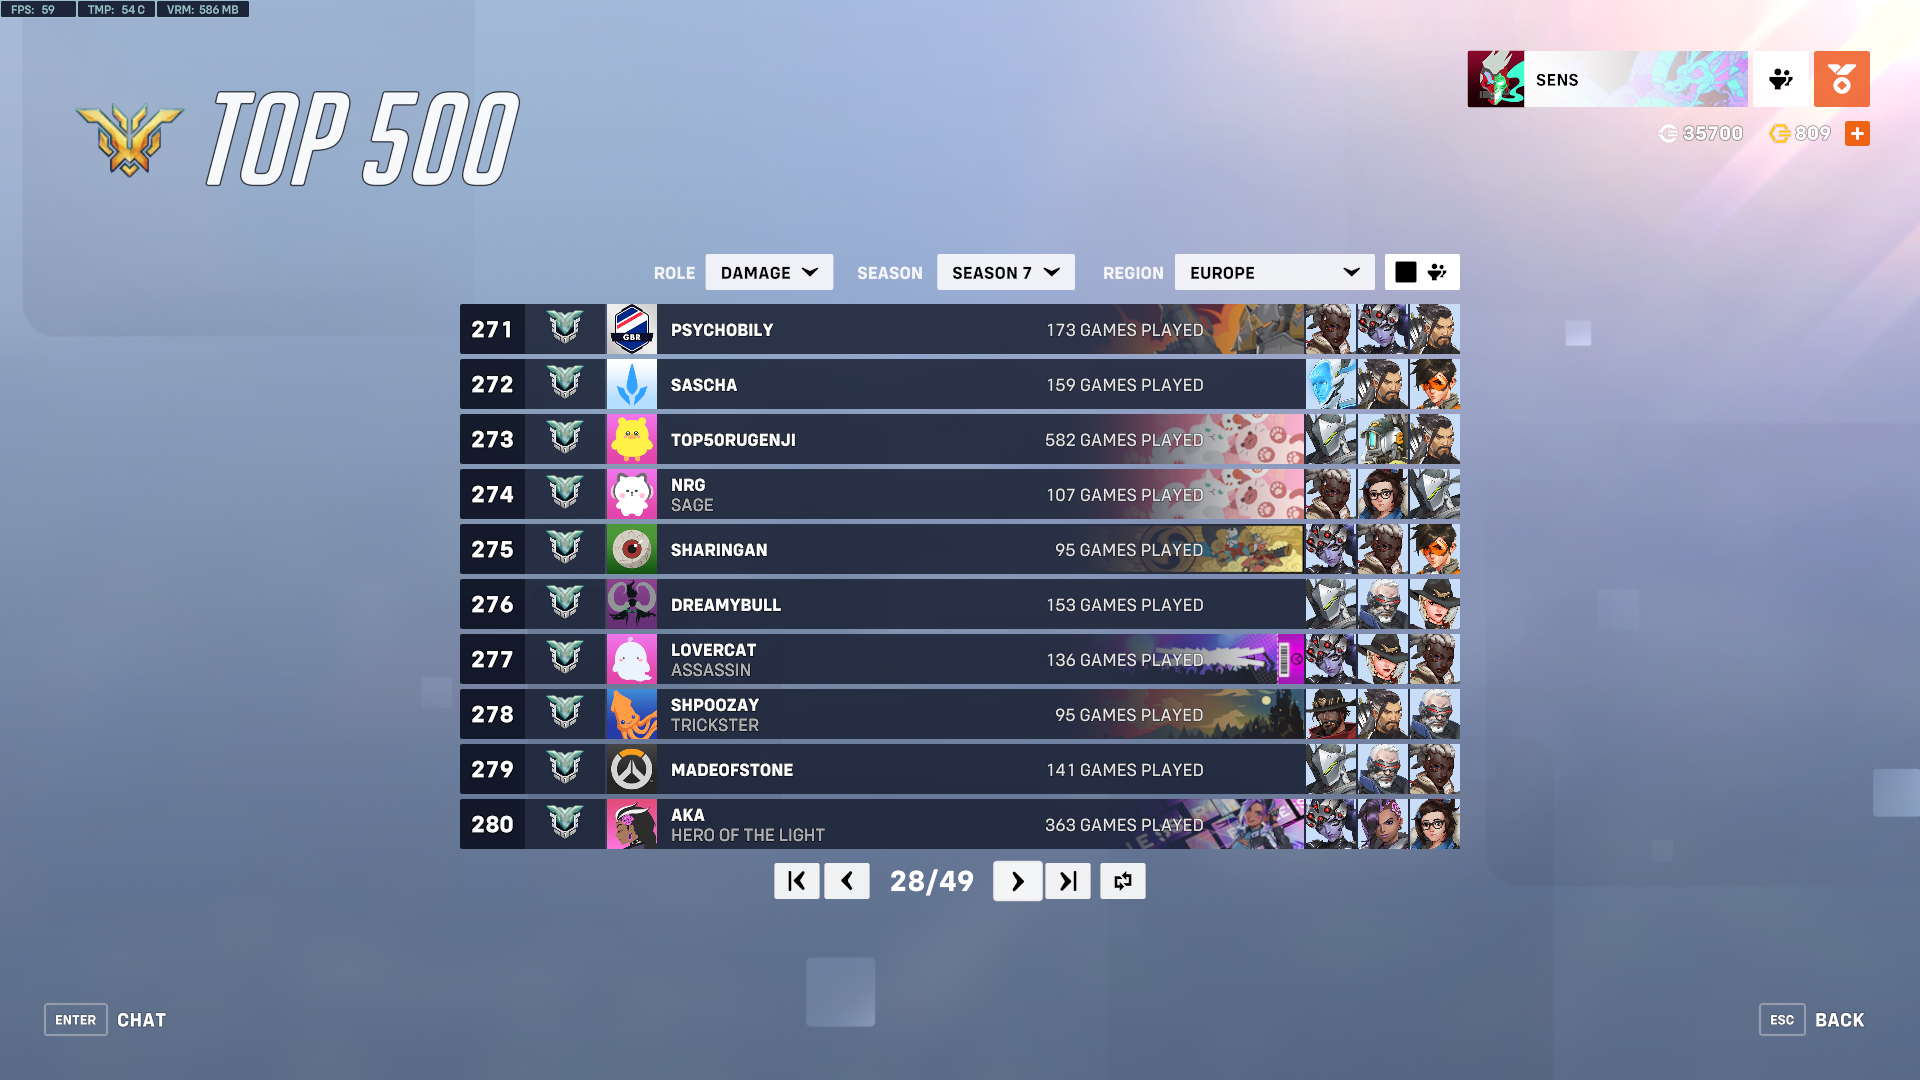 FPS: 59 TMP: 54 C VRM: 586 MB
SENS
TOP 500
35700 809
ROLE DAMAGE SEASON SEASON 7 REGION EUROPE
271 GBR PSYCHOBILY 173 GAMES PLAYED
272 SASCHA 159 GAMES PLAYED
273 TOP50RUGENJI 582 GAMES PLAYED
274 NRG 107 GAMES PLAYED
SAGE
275 SHARINGAN 95 GAMES PLAYED
276 DREAMYBULL 153 GAMES PLAYED
277 LOVERCAT 136 GAMES PLAYED
ASSASSIN
278 SHPOOZAY 95 GAMES PLAYED
TRICKSTER
279 MADEOFSTONE 141 GAMES PLAYED
280 AKA 363 GAMES PLAYED
HERO OF THE LIGHT
28/49
ENTER CHAT
ESC BACK